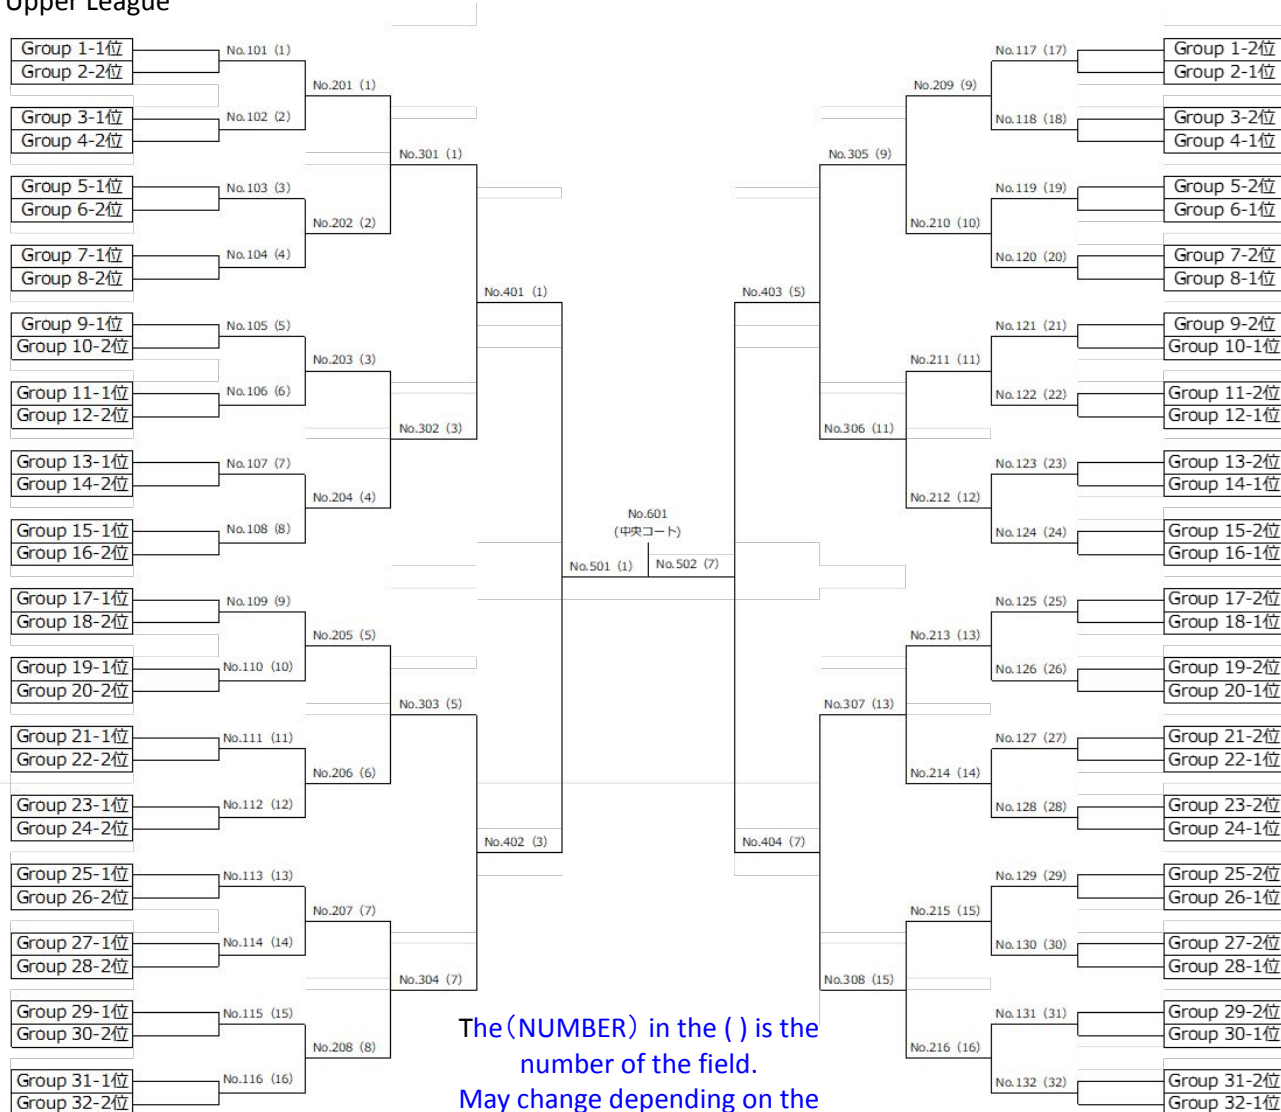 Upper League
Group 1-1位
Group 2-2位
Group 3-1位
Group 4-2位
Group 5-1位
Group 6-2位
Group 7-1位
Group 8-2位
Group 9-1位
Group 10-2位
Group 11-1位
Group 12-2位
Group 13-1位
Group 14-2位
Group 15-1位
Group 16-2位
Group 17-1位
Group 18-2位
Group 19-1位
Group 20-2位
Group 21-1位
Group 22-2位
Group 23-1位
Group 24-2位
Group 25-1位
Group 26-2位
Group 27-1位
Group 28-2位
Group 29-1位
Group 30-2位
Group 31-1位
Group 32-2位
No.101 (1)
No.102 (2)
No.103 (3)
No.104 (4)
No.105 (5)
No.106 (6)
No.107 (7)
No.108 (8)
No.109 (9)
No.110 (10)
No.111 (11)
No.112 (12)
No.113 (13)
No.114 (14)
No.115 (15)
No.116 (16)
No.201 (1)
No.202 (2)
No.203 (3)
No.204 (4)
No.205 (5)
No.206 (6)
No.207 (7)
No.208 (8)
No.301 (1)
No.302 (3)
No.303 (5)
No.304 (7)
No.401 (1)
No.402 (3)
No.501 (1)
No.601
(中央コート)
No.502 (7)
No.403 (5)
No.404 (7)
No.305 (9)
No.306 (11)
No.307 (13)
No.308 (15)
No.209 (9)
No.210 (10)
No.211 (11)
No.212 (12)
No.213 (13)
No.214 (14)
No.215 (15)
No.216 (16)
No.117 (17)
No.118 (18)
No.119 (19)
No.120 (20)
No.121 (21)
No.122 (22)
No.123 (23)
No.124 (24)
No.125 (25)
No.126 (26)
No.127 (27)
No.128 (28)
No.129 (29)
No.130 (30)
No.131 (31)
No.132 (32)
Group 1-2位
Group 2-1位
Group 3-2位
Group 4-1位
Group 5-2位
Group 6-1位
Group 7-2位
Group 8-1位
Group 9-2位
Group 10-1位
Group 11-2位
Group 12-1位
Group 13-2位
Group 14-1位
Group 15-2位
Group 16-1位
Group 17-2位
Group 18-1位
Group 19-2位
Group 20-1位
Group 21-2位
Group 22-1位
Group 23-2位
Group 24-1位
Group 25-2位
Group 26-1位
Group 27-2位
Group 28-1位
Group 29-2位
Group 30-1位
Group 31-2位
Group 32-1位
The（NUMBER）in the ( ) is the
number of the field.
May change depending on the